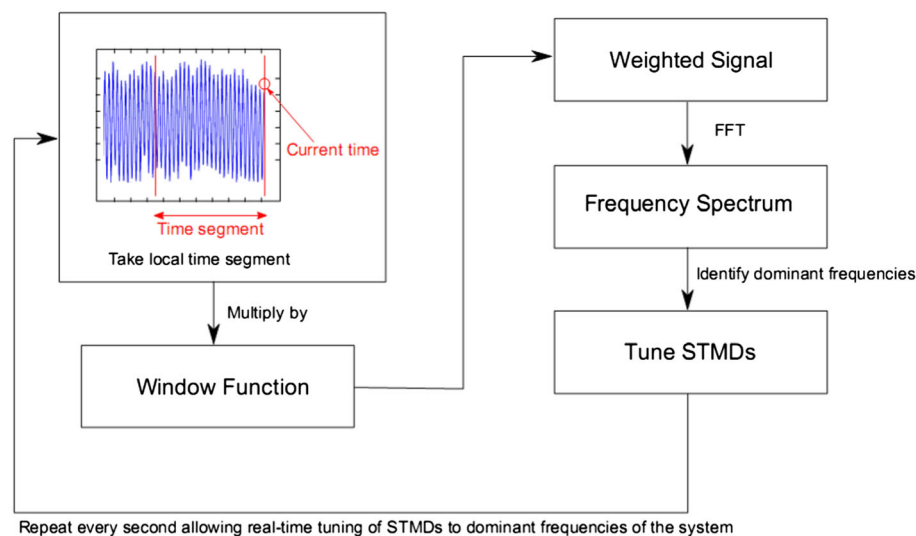 Current time
Time segment
Take local time segment
Multiply by
Window Function
Weighted Signal
FFT
Frequency Spectrum
Identify dominant frequencies
Tune STMDs
Repeat every second allowing real-time tuning of STMDs to dominant frequencies of the system